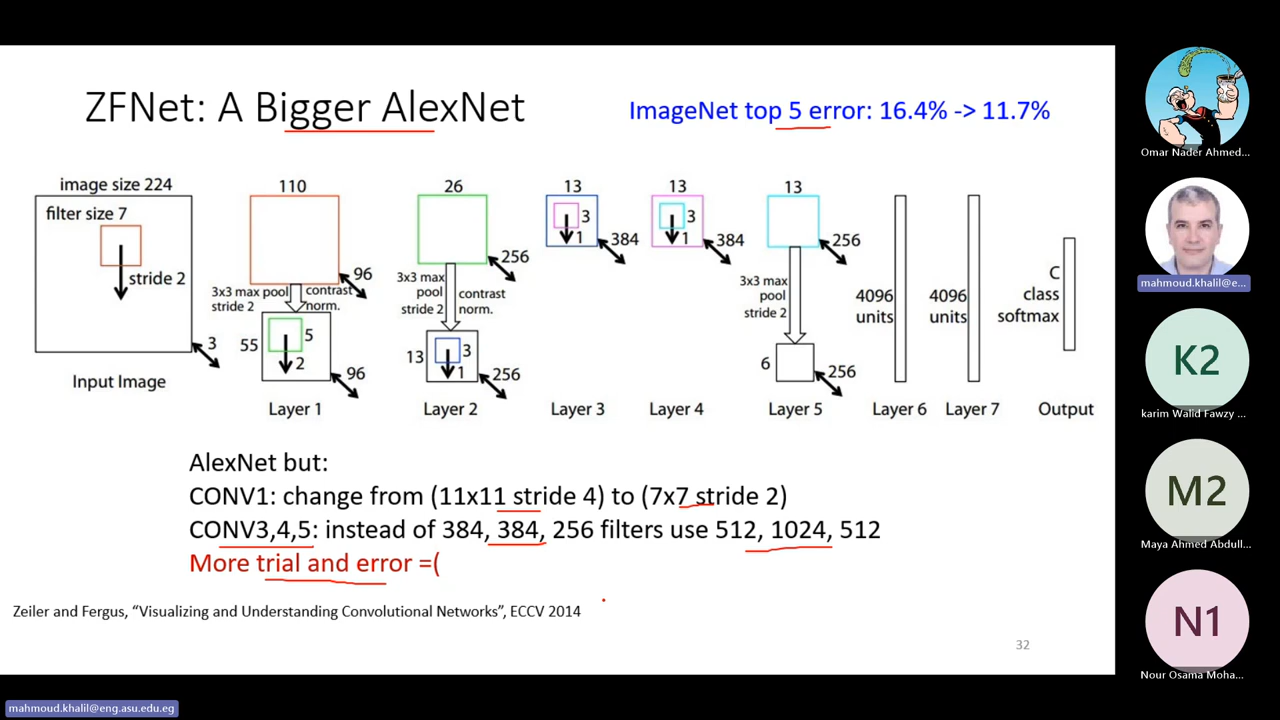 ZFNet: A Bigger AlexNet
ImageNet top 5 error: 16.4% -> 11.7%
image size 224
110
26
13
13
13
filter size 7
stride 2
3
Input Image
96
3x3 max pool
stride 2
contrast
norm.
55
5
2
96
Layer 1
256
3x3 max
pool
stride 2
contrast
norm.
13
3
1
256
Layer 2
3
1
384
Layer 3
3
1
384
Layer 4
256
3x3 max
pool
stride 2
6
256
Layer 5
4096
units
Layer 6
4096
units
Layer 7
C
class
softmax
Output
AlexNet but:
CONV1: change from (11x11 stride 4) to (7x7 stride 2)
CONV3,4,5: instead of 384, 384, 256 filters use 512, 1024, 512
More trial and error =(
Zeiler and Fergus, “Visualizing and Understanding Convolutional Networks”, ECCV 2014
32
Omar Nader Ahmed...
mahmoud.khalil@e...
K2
karim Walid Fawzy ...
M2
Maya Ahmed Abdull...
N1
Nour Osama Moha...
mahmoud.khalil@eng.asu.edu.eg